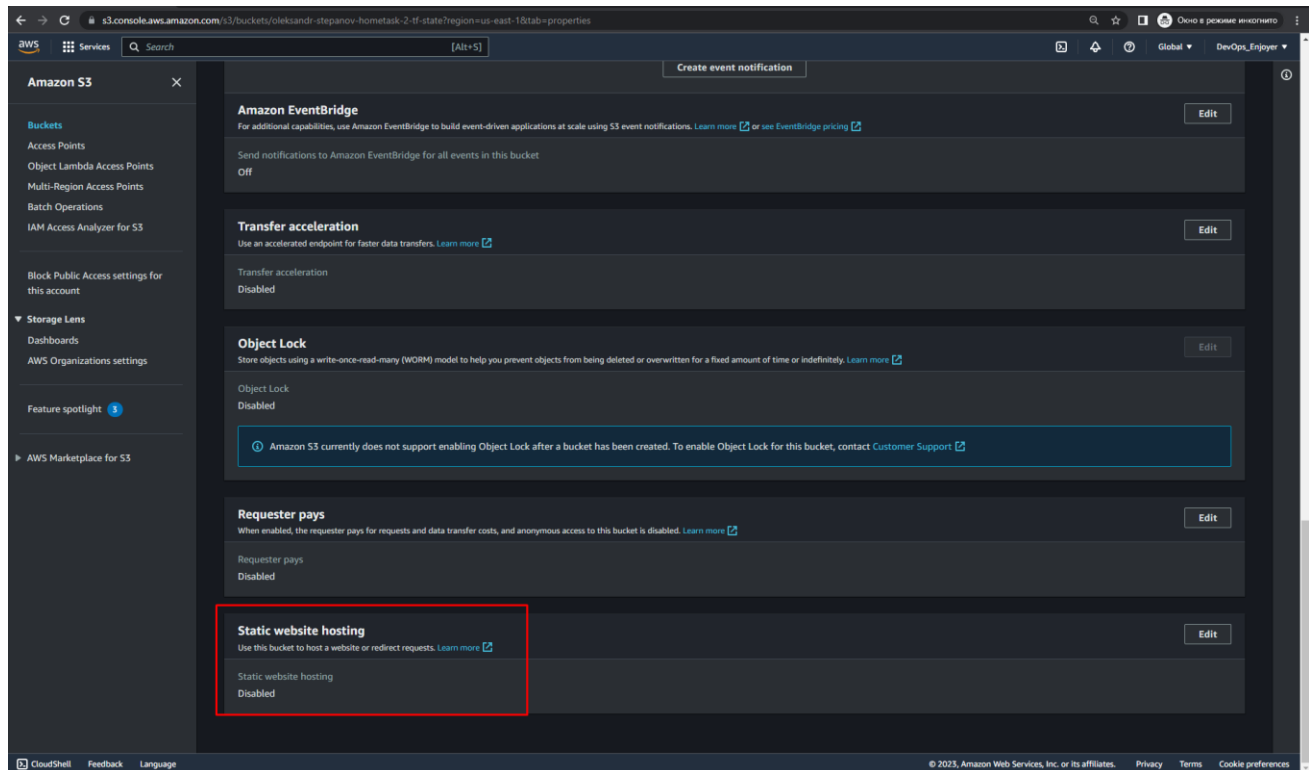 s3.console.aws.amazon.com/s3/buckets/oleksandr-stepanov-hometask-2-tf-state?region=us-east-1&tab=properties
Окно в режиме инкогнито
aws
Services
Search
[Alt+S]
Global
DevOps_Enjoyer
Amazon S3
Buckets
Access Points
Object Lambda Access Points
Multi-Region Access Points
Batch Operations
IAM Access Analyzer for S3
Block Public Access settings for
this account
Storage Lens
Dashboards
AWS Organizations settings
Feature spotlight 3
AWS Marketplace for S3
Create event notification
Amazon EventBridge
Edit
For additional capabilities, use Amazon EventBridge to build event-driven applications at scale using S3 event notifications. Learn more or see EventBridge pricing
Send notifications to Amazon EventBridge for all events in this bucket
Off
Transfer acceleration
Edit
Use an accelerated endpoint for faster data transfers. Learn more
Transfer acceleration
Disabled
Object Lock
Edit
Store objects using a write-once-read-many (WORM) model to help you prevent objects from being deleted or overwritten for a fixed amount of time or indefinitely. Learn more
Object Lock
Disabled
Amazon S3 currently does not support enabling Object Lock after a bucket has been created. To enable Object Lock for this bucket, contact Customer Support
Requester pays
Edit
When enabled, the requester pays for requests and data transfer costs, and anonymous access to this bucket is disabled. Learn more
Requester pays
Disabled
Static website hosting
Edit
Use this bucket to host a website or redirect requests. Learn more
Static website hosting
Disabled
CloudShell Feedback Language
© 2023, Amazon Web Services, Inc. or its affiliates. Privacy Terms Cookie preferences